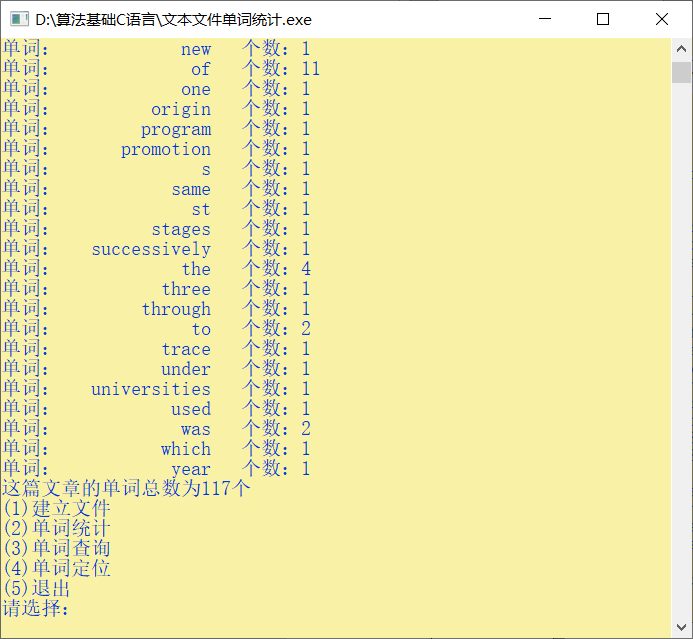 D:\算法基础C语言\文本文件单词统计.exe
单词: new 个数: 1
单词: of 个数: 11
单词: one 个数: 1
单词: origin 个数: 1
单词: program 个数: 1
单词: promotion 个数: 1
单词: s 个数: 1
单词: same 个数: 1
单词: st 个数: 1
单词: stages 个数: 1
单词: successively 个数: 1
单词: the 个数: 4
单词: three 个数: 1
单词: through 个数: 1
单词: to 个数: 2
单词: trace 个数: 1
单词: under 个数: 1
单词: universities 个数: 1
单词: used 个数: 1
单词: was 个数: 2
单词: which 个数: 1
单词: year 个数: 1
这篇文章的单词总数为117个
(1)建立文件
(2)单词统计
(3)单词查询
(4)单词定位
(5)退出
请选择: